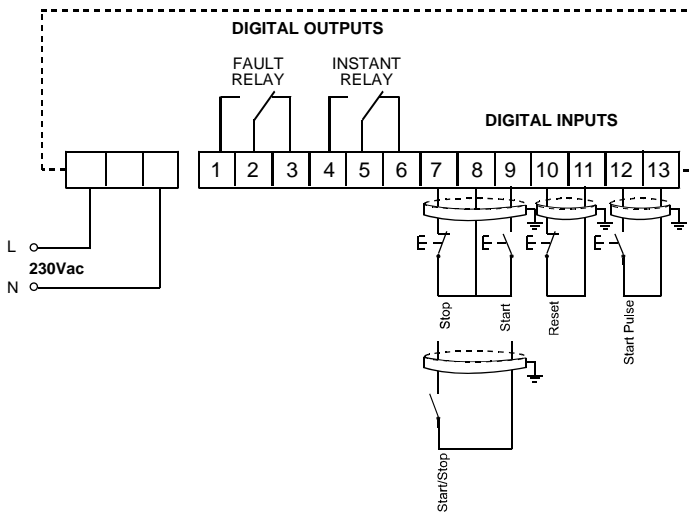 DIGITAL OUTPUTS
FAULT
RELAY
INSTANT
RELAY
DIGITAL INPUTS
1 2 3 4 5 6 7 8 9 10 11 12 13
L
230Vac
N
Stop
Start
Reset
Start Pulse
Start/Stop